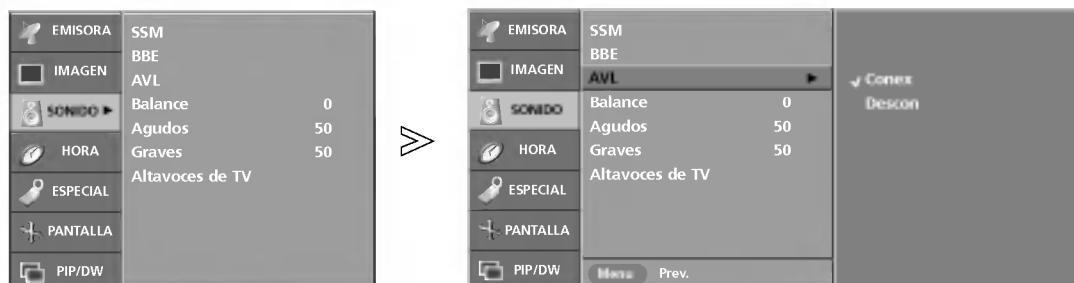 EMISORA
IMAGEN
SONIDO
HORA
ESPECIAL
PANTALLA
PIP/DW
SSM
BBE
AVL
Balance 0
Agudos 50
Graves 50
Altavoces de TV
EMISORA
IMAGEN
SONIDO
HORA
ESPECIAL
PANTALLA
PIP/DW
SSM
BBE
AVL
Balance 0
Agudos 50
Graves 50
Altavoces de TV
Menu Prev.
Conex
Descon